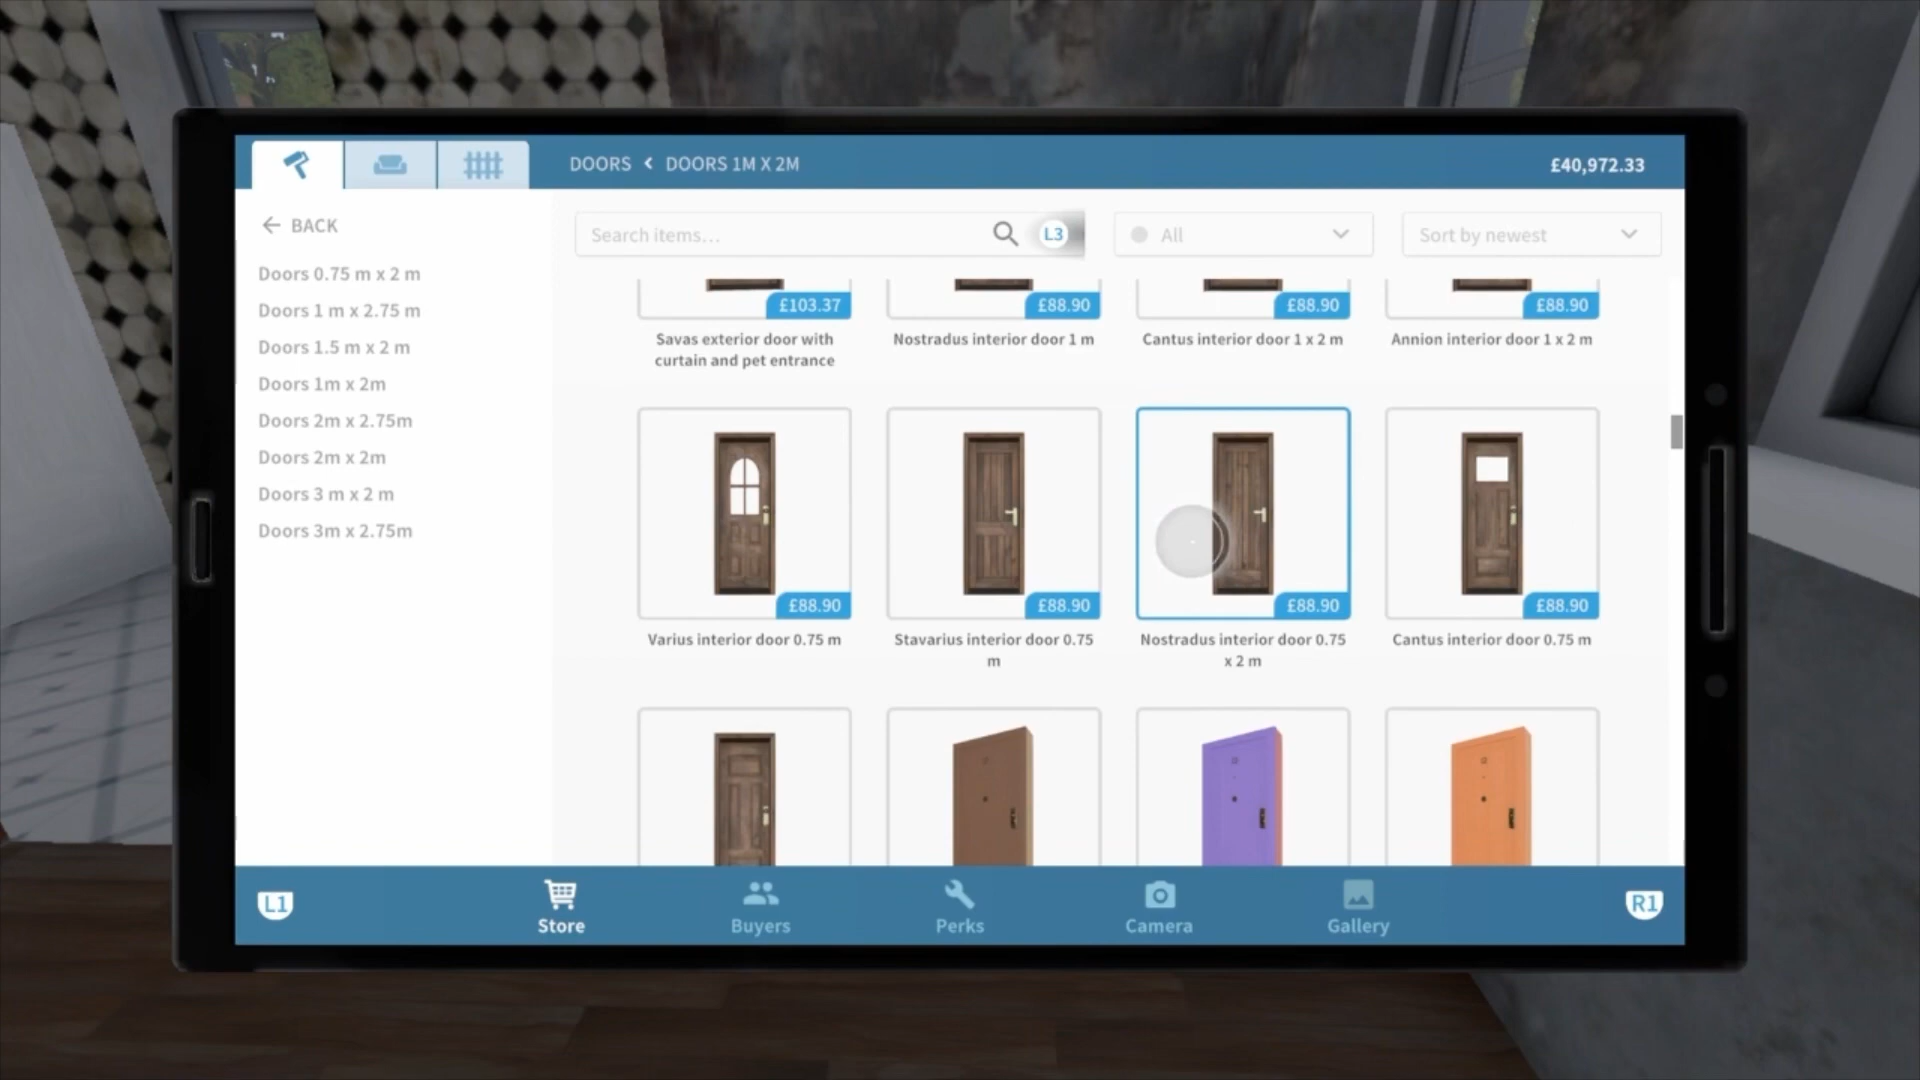 DOORS < DOORS 1M X 2M
£40,972.33
BACK
Search items...
L3
All
Sort by newest
Doors 0.75 m x 2 m
Doors 1 m x 2.75 m
Doors 1.5 m x 2 m
Doors 1m x 2m
Doors 2m x 2.75m
Doors 2m x 2m
Doors 3 m x 2 m
Doors 3m x 2.75m
£103.37
£88.90
£88.90
£88.90
Savas exterior door with
curtain and pet entrance
Nostradus interior door 1 m
Cantus interior door 1 x 2 m
Annion interior door 1 x 2 m
£88.90
£88.90
£88.90
£88.90
Varius interior door 0.75 m
Stavarius interior door 0.75
m
Nostradus interior door 0.75
x 2 m
Cantus interior door 0.75 m
L1
Store
Buyers
Perks
Camera
Gallery
R1